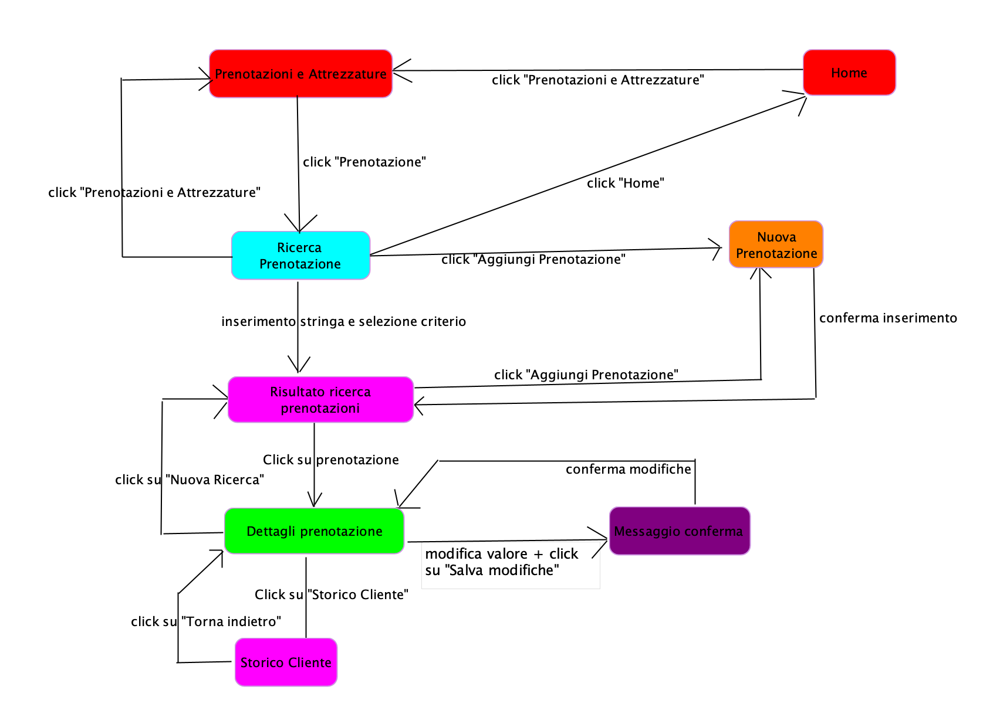 Prenotazioni e Attrezzature
click "Prenotazioni e Attrezzature"
Home
click "Prenotazione"
click "Home"
click "Prenotazioni e Attrezzature"
Ricerca
Prenotazione
click "Aggiungi Prenotazione"
Nuova
Prenotazione
inserimento stringa e selezione criterio
conferma inserimento
click "Aggiungi Prenotazione"
Risultato ricerca
prenotazioni
Click su prenotazione
conferma modifiche
click su "Nuova Ricerca"
Dettagli prenotazione
Messaggio conferma
modifica valore + click
su "Salva modifiche"
Click su "Storico Cliente"
click su "Torna indietro"
Storico Cliente